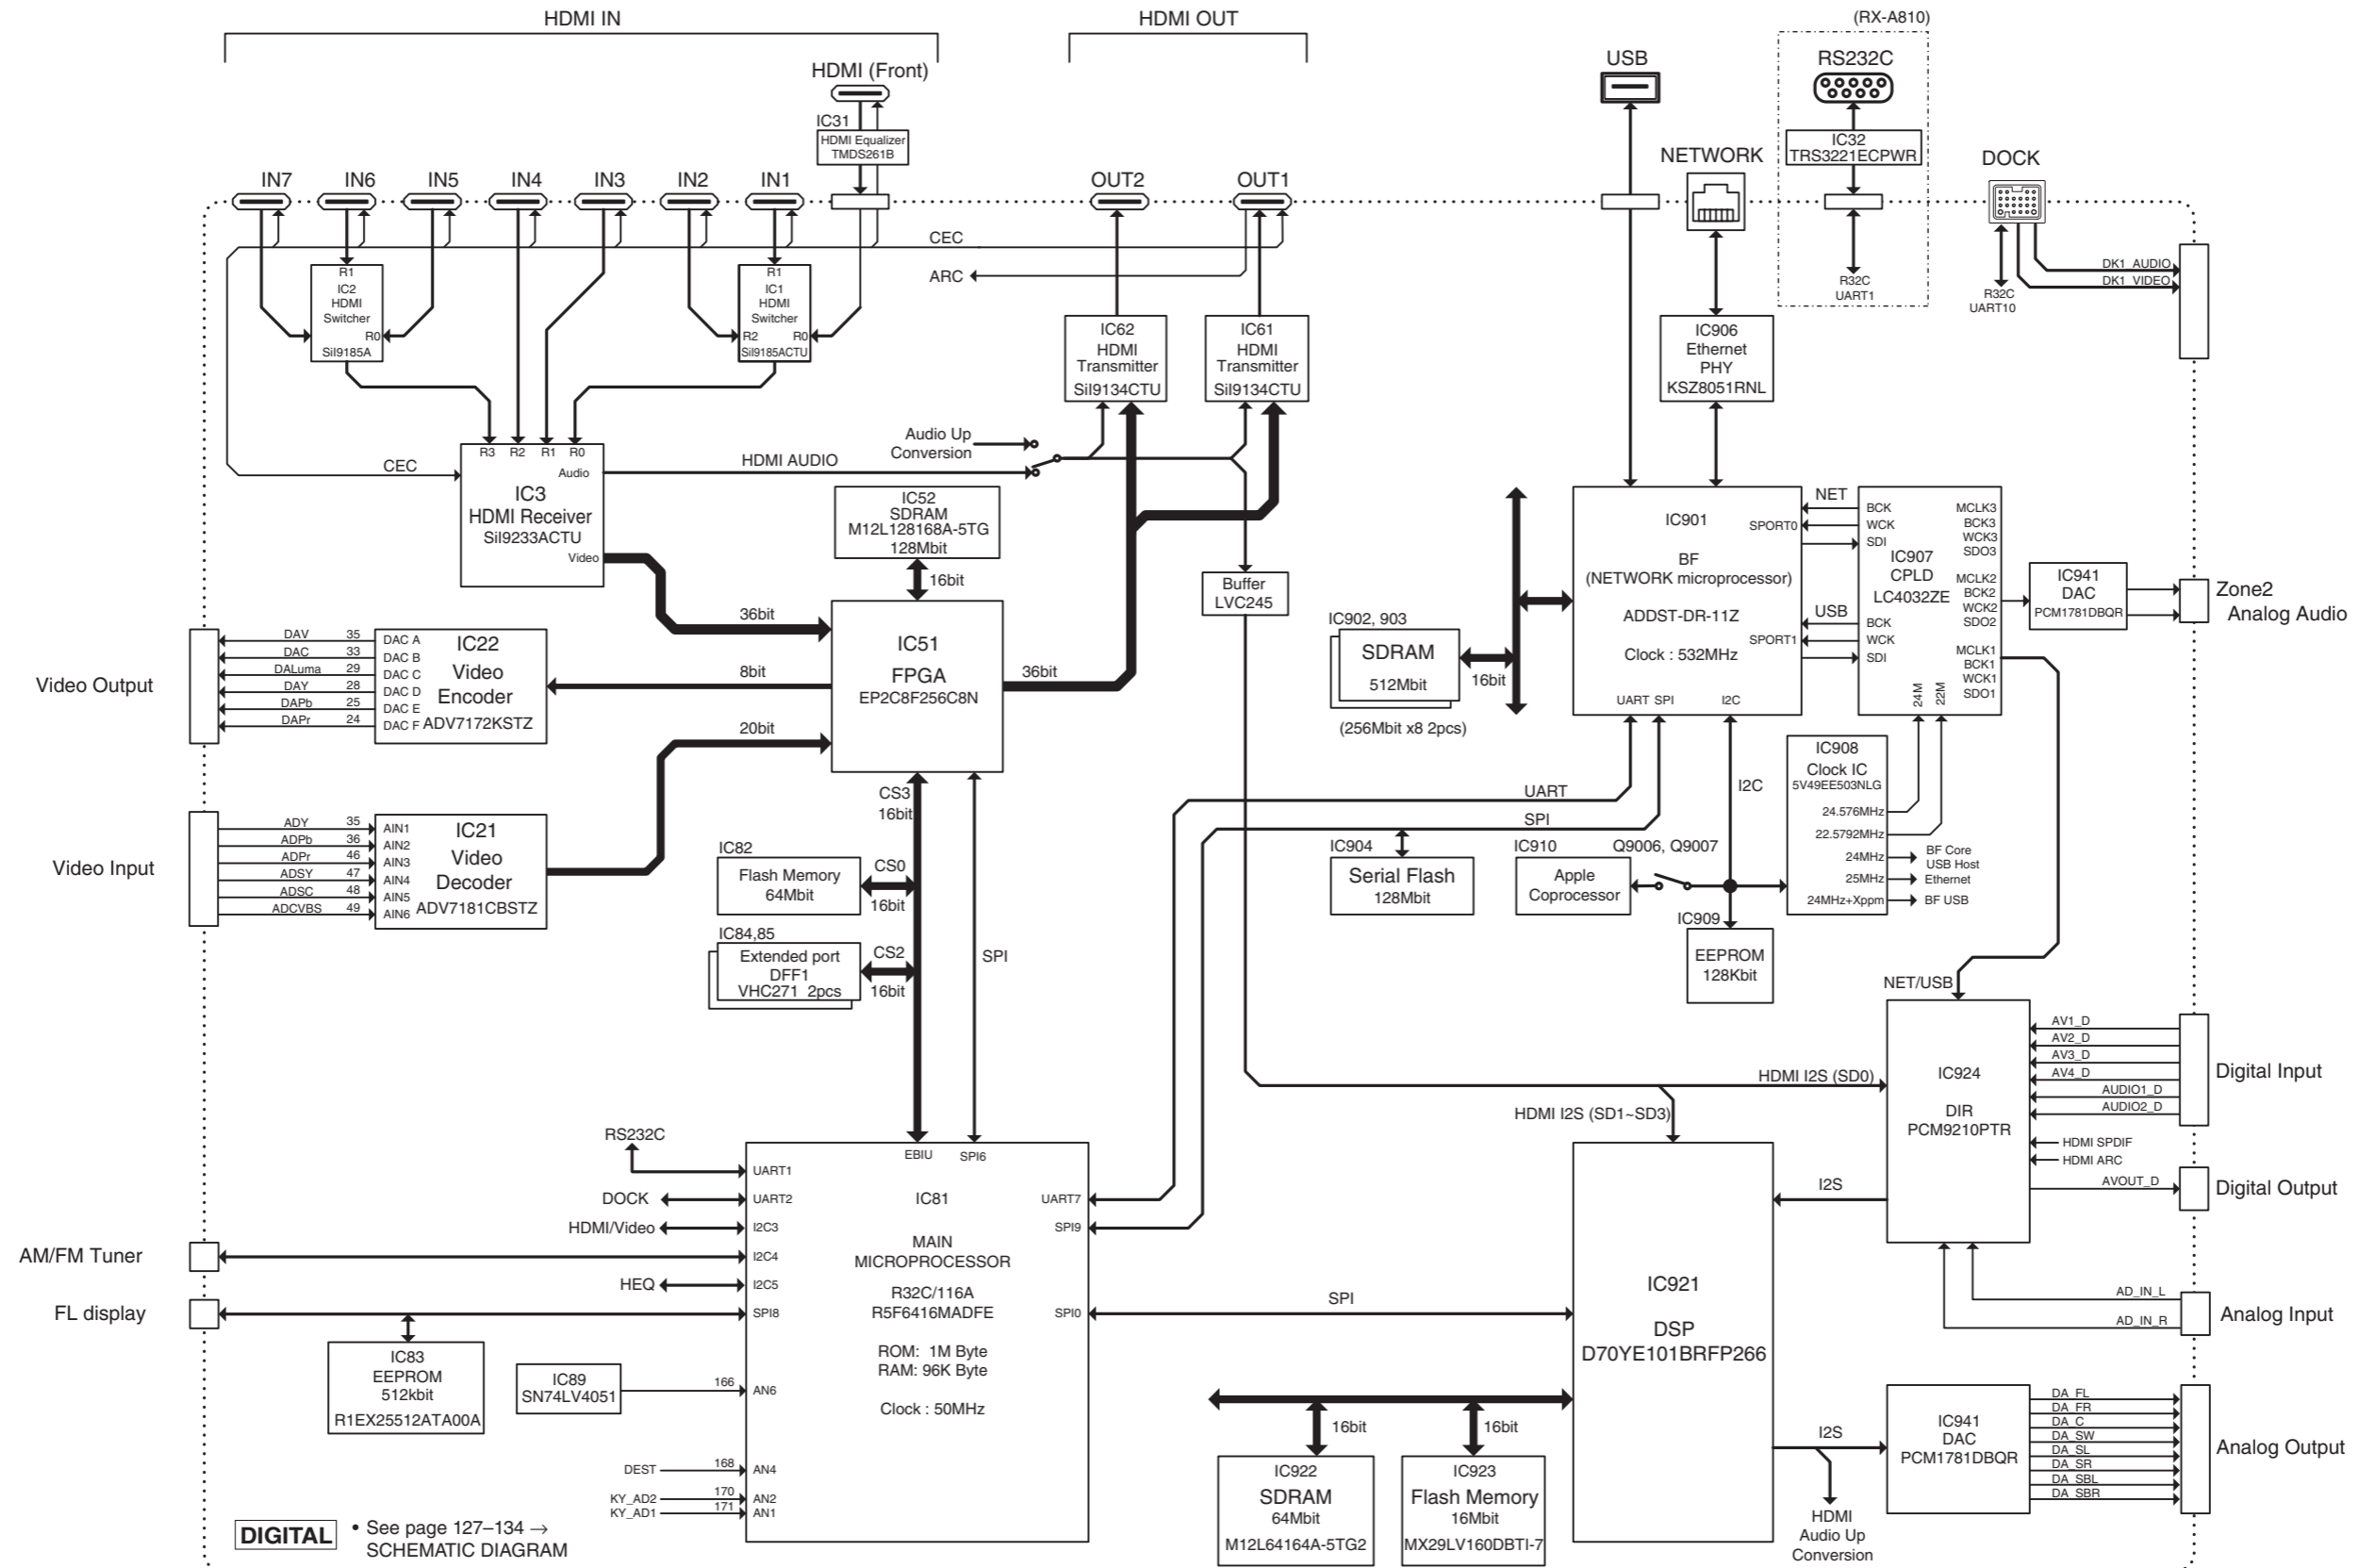 HDMI IN
HDMI OUT
(RX-A810)
HDMI (Front)
USB
RS232C
IC31
HDMI Equalizer
TMDS261B
IC32
TRS3221ECPWR
NETWORK
DOCK
IN7
IN6
IN5
IN4
IN3
IN2
IN1
OUT2
OUT1
CEC
ARC
R1
IC2
HDMI
Switcher
R0
SiI9185A
R1
IC1
HDMI
Switcher
R2
R0
SiI9185ACTU
R32C
UART1
R32C
UART10
DK1_AUDIO
DK1_VIDEO
IC62
HDMI
Transmitter
SiI9134CTU
IC61
HDMI
Transmitter
SiI9134CTU
IC906
Ethernet
PHY
KSZ8051RNL
Audio Up
Conversion
CEC
R3
R2
R1
R0
Audio
IC3
HDMI Receiver
SiI9233ACTU
Video
HDMI AUDIO
IC52
SDRAM
M12L128168A-5TG
128Mbit
16bit
36bit
Buffer
LVC245
IC901
BF
(NETWORK microprocessor)
ADDST-DR-11Z
Clock : 532MHz
SPORT0
SPORT1
UART
SPI
I2C
NET
USB
BCK
WCK
SDI
IC907
CPLD
LC4032ZE
BCK
WCK
SDI
24M
22M
MCLK3
BCK3
WCK3
SDO3
MCLK2
BCK2
WCK2
SDO2
MCLK1
BCK1
WCK1
SDO1
IC941
DAC
PCM1781DBQR
Zone2
Analog Audio
IC902, 903
SDRAM
512Mbit
16bit
(256Mbit x8 2pcs)
Video Output
DAV 35
DAC 33
DALuma 29
DAY 28
DAPb 25
DAPr 24
DAC A
DAC B
DAC C
DAC D
DAC E
DAC F
IC22
Video
Encoder
ADV7172KSTZ
8bit
IC51
FPGA
EP2C8F256C8N
36bit
20bit
Video Input
ADY 35
ADPb 36
ADPr 46
ADSY 47
ADSC 48
ADCVBS 49
AIN1
AIN2
AIN3
AIN4
AIN5
AIN6
IC21
Video
Decoder
ADV7181CBSTZ
CS3
16bit
IC82
Flash Memory
64Mbit
CS0
16bit
IC84,85
Extended port
DFF1
VHC271 2pcs
CS2
16bit
SPI
UART
SPI
I2C
IC904
Serial Flash
128Mbit
IC910
Apple
Coprocessor
Q9006, Q9007
IC909
EEPROM
128Kbit
IC908
Clock IC
5V49EE503NLG
24.576MHz
22.5792MHz
24MHz
25MHz
24MHz+Xppm
BF Core
USB Host
Ethernet
BF USB
NET/USB
IC924
DIR
PCM9210PTR
AV1_D
AV2_D
AV3_D
AV4_D
AUDIO1_D
AUDIO2_D
HDMI SPDIF
HDMI ARC
AVOUT_D
Digital Input
Digital Output
AD_IN_L
AD_IN_R
Analog Input
HDMI I2S (SD0)
HDMI I2S (SD1~SD3)
I2S
RS232C
DOCK
HDMI/Video
HEQ
AM/FM Tuner
FL display
UART1
UART2
I2C3
I2C4
I2C5
SPI8
EBIU
SPI6
IC81
MAIN
MICROPROCESSOR
R32C/116A
R5F6416MADFE
ROM: 1M Byte
RAM: 96K Byte
Clock : 50MHz
UART7
SPI9
SPI0
SPI
IC83
EEPROM
512kbit
R1EX25512ATA00A
IC89
SN74LV4051
166
AN6
DEST
168
AN4
KY_AD2
170
AN2
KY_AD1
171
AN1
IC921
DSP
D70YE101BRFP266
16bit
16bit
IC922
SDRAM
64Mbit
M12L64164A-5TG2
IC923
Flash Memory
16Mbit
MX29LV160DBTI-7
I2S
HDMI
Audio Up
Conversion
IC941
DAC
PCM1781DBQR
DA_FL
DA_FR
DA_C
DA_SW
DA_SL
DA_SR
DA_SBL
DA_SBR
Analog Output
DIGITAL
• See page 127–134 →
SCHEMATIC DIAGRAM